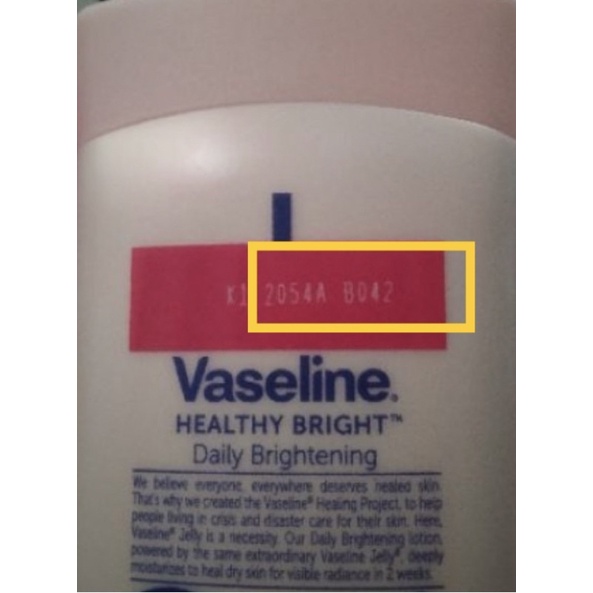 K1 2054A B042
Vaseline.
HEALTHY BRIGHT™
Daily Brightening
We believe everyone, everywhere deserves healed skin.
That's why we created the Vaseline® Healing Project, to help
people living in crisis and disaster care for their skin. Here,
Vaseline® Jelly is a necessity. Our Daily Brightening lotion,
powered by the same extraordinary Vaseline Jelly®, deeply
moisturizes to heal dry skin for visible radiance in 2 weeks.